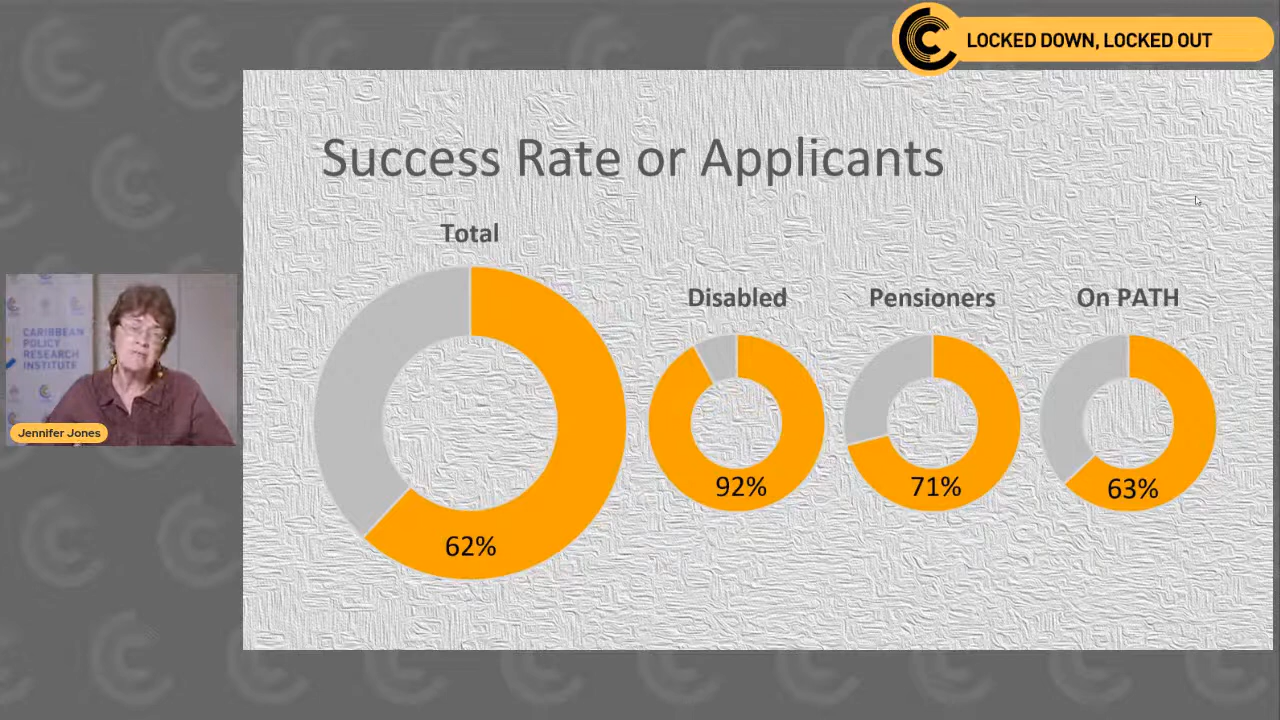 LOCKED DOWN, LOCKED OUT
Success Rate or Applicants
Total
Disabled
Pensioners
On PATH
92%
71%
63%
62%
CARIBBEAN
POLICY
RESEARCH
INSTITUTE
Jennifer Jones